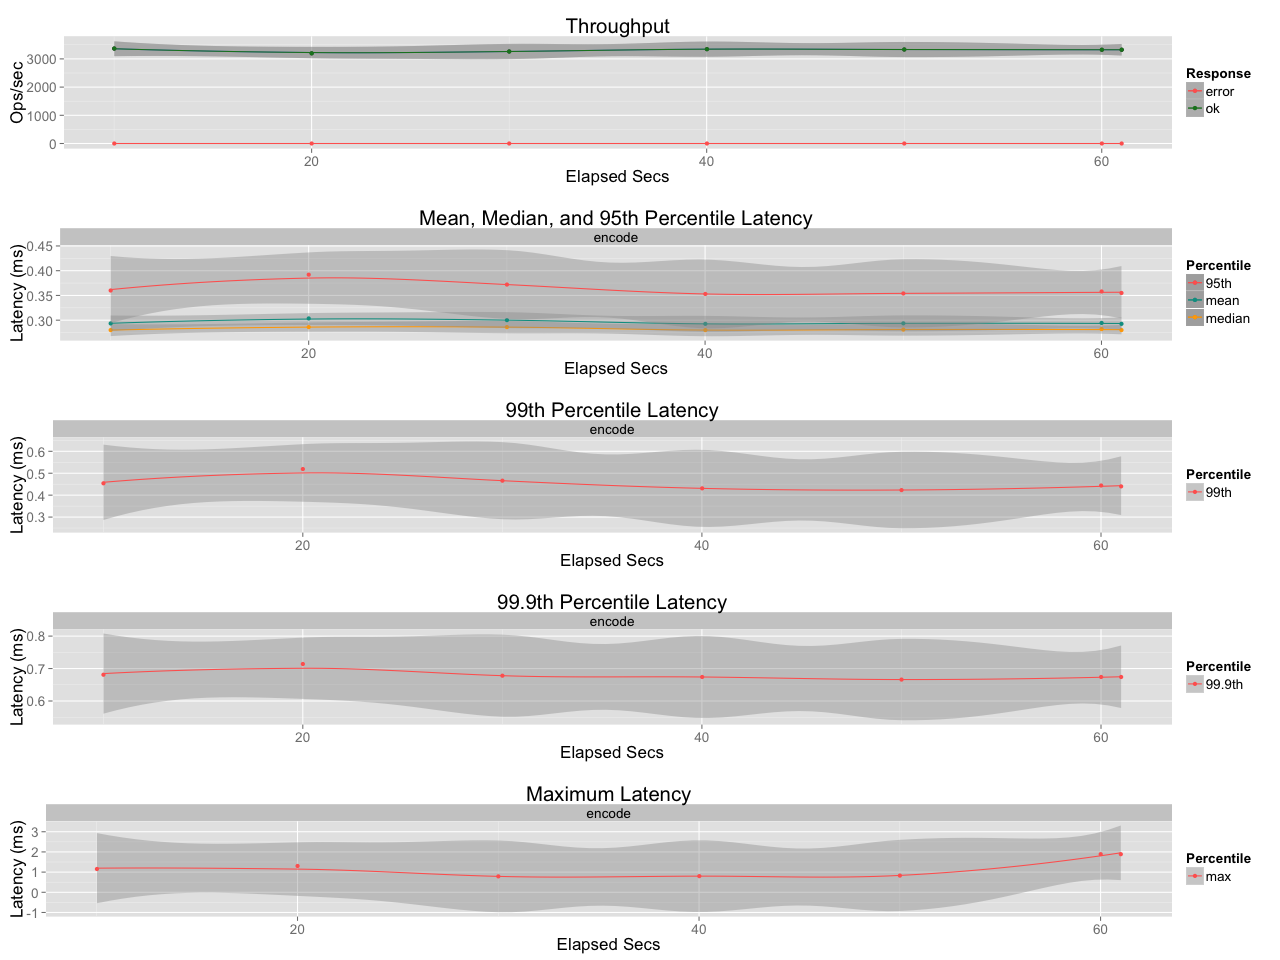 Throughput
Ops/sec
3000
2000
1000
0
20
40
60
Elapsed Secs
Response
error
ok
Mean, Median, and 95th Percentile Latency
encode
Latency (ms)
0.45
0.40
0.35
0.30
20
40
60
Elapsed Secs
Percentile
95th
mean
median
99th Percentile Latency
encode
Latency (ms)
0.6
0.5
0.4
0.3
20
40
60
Elapsed Secs
Percentile
99th
99.9th Percentile Latency
encode
Latency (ms)
0.8
0.7
0.6
20
40
60
Elapsed Secs
Percentile
99.9th
Maximum Latency
encode
Latency (ms)
3
2
1
0
-1
20
40
60
Elapsed Secs
Percentile
max